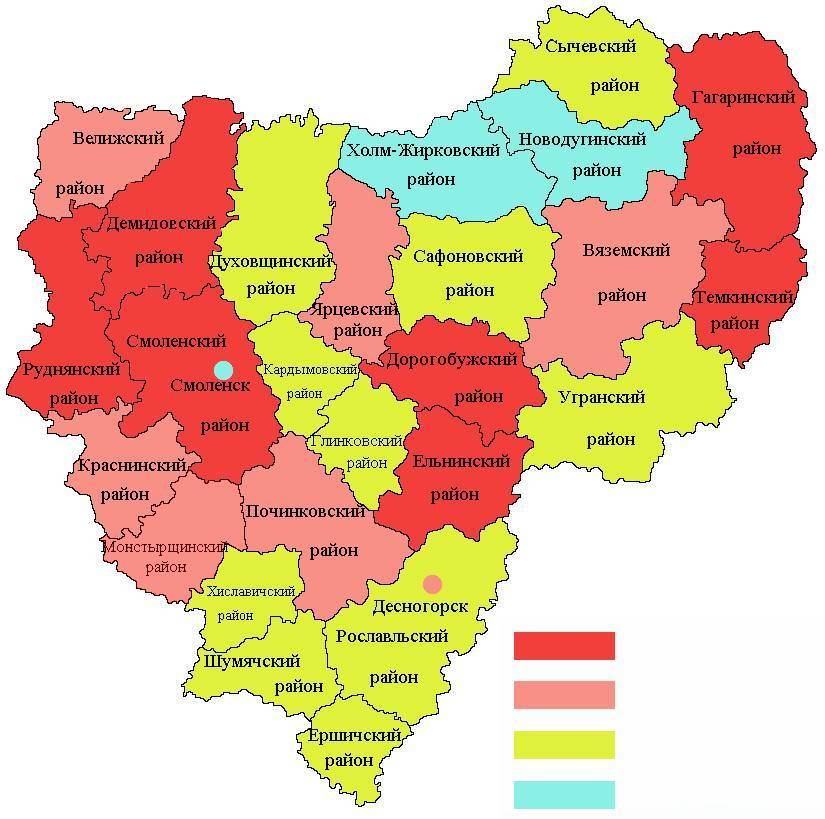 Сычевский
район
Гагаринский
район
Велижский
район
Холм-Жирковский
район
Новодугинский
район
Демидовский
район
Духовщинский
район
Сафоновский
район
Вяземский
район
Ярцевский
район
Темкинский
район
Смоленский
Смоленск
район
Руднянский
район
Кардымовский
район
Дорогобужский
район
Угранский
район
Глинковский
район
Ельнинский
район
Краснинский
район
Починковский
район
Монстырщинский
район
Хиславичский
район
Десногорск
Рославльский
район
Шумячский
район
Ершичский
район